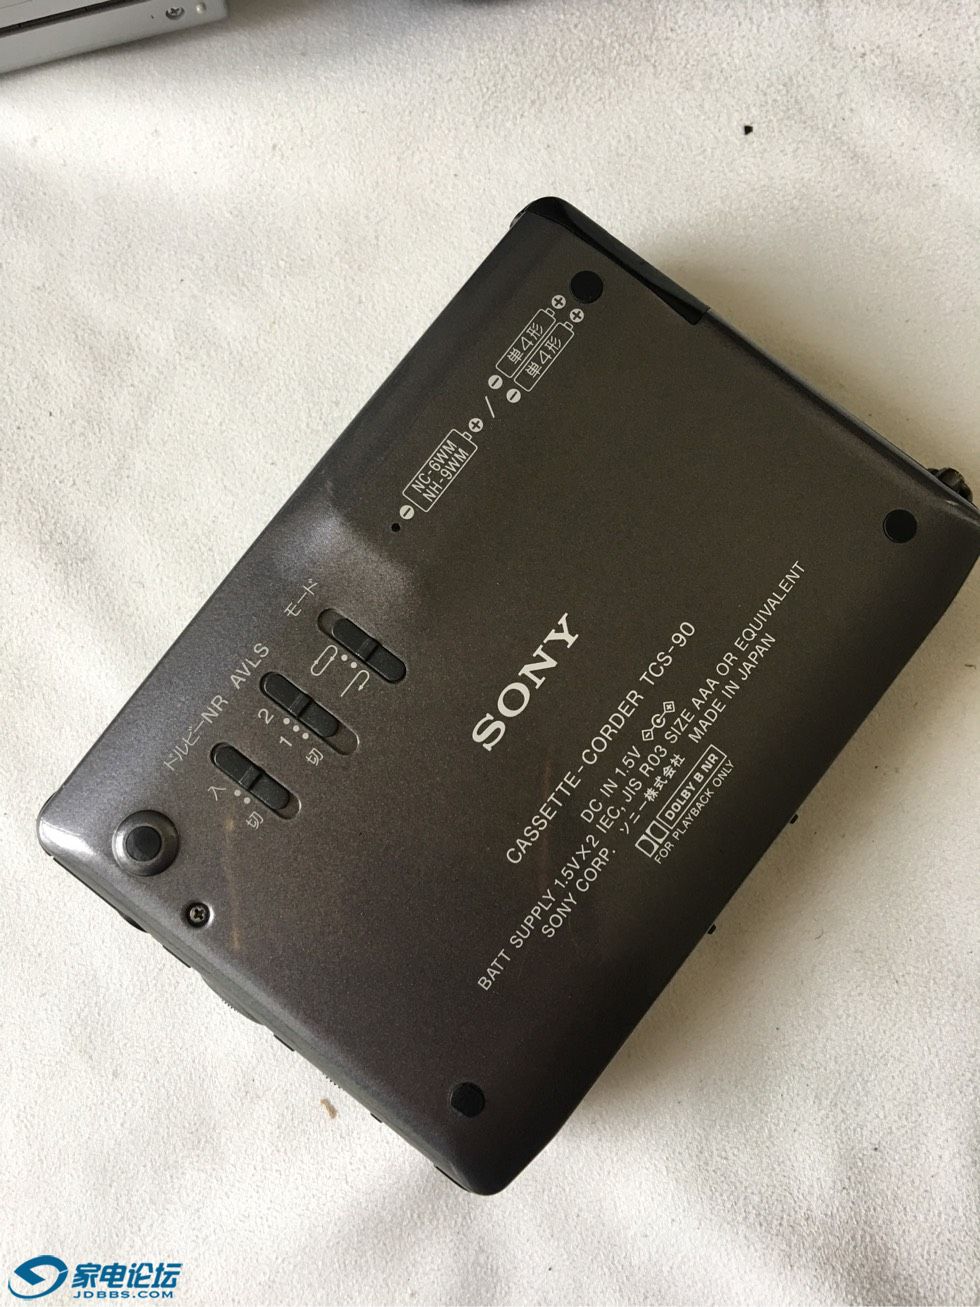 ⊖ 単4形 ⊕
⊖ 単4形 ⊕
/
⊖ NC-6WM ⊕
NH-9WM
モード
AVLS
2
1
切
ドルビーNR
入
切
SONY
CASSETTE-CORDER TCS-90
DC IN 1.5V
BATT SUPPLY 1.5V×2 IEC, JIS R03 SIZE AAA OR EQUIVALENT
SONY CORP. ソニー株式会社 MADE IN JAPAN
DOLBY B NR
FOR PLAYBACK ONLY
家电论坛
JDBBS.COM